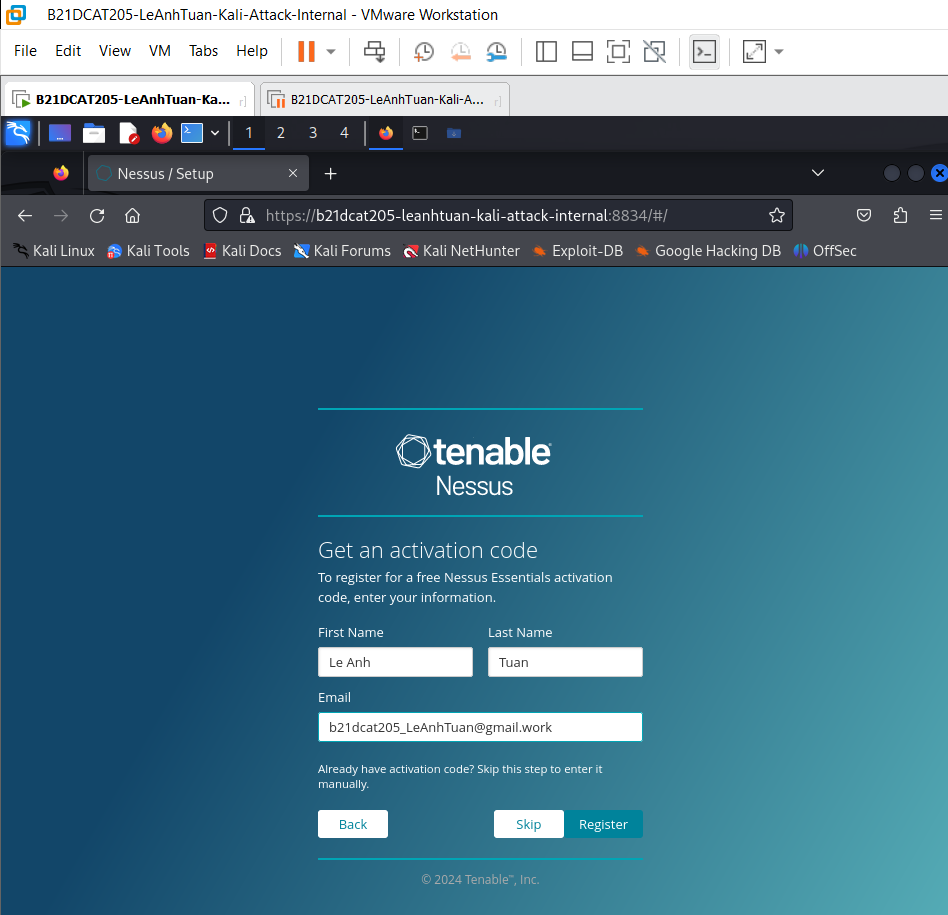 B21DCAT205-LeAnhTuan-Kali-Attack-Internal - VMware Workstation
File Edit View VM Tabs Help
B21DCAT205-LeAnhTuan-Ka... B21DCAT205-LeAnhTuan-Kali-A...
1 2 3 4
Nessus / Setup
https://b21dcat205-leanhtuan-kali-attack-internal:8834/#/
Kali Linux Kali Tools Kali Docs Kali Forums Kali NetHunter Exploit-DB Google Hacking DB OffSec
tenable
Nessus
Get an activation code
To register for a free Nessus Essentials activation
code, enter your information.
First Name Last Name
Le Anh Tuan
Email
b21dcat205_LeAnhTuan@gmail.work
Already have activation code? Skip this step to enter it
manually.
Back Skip Register
© 2024 Tenable™, Inc.